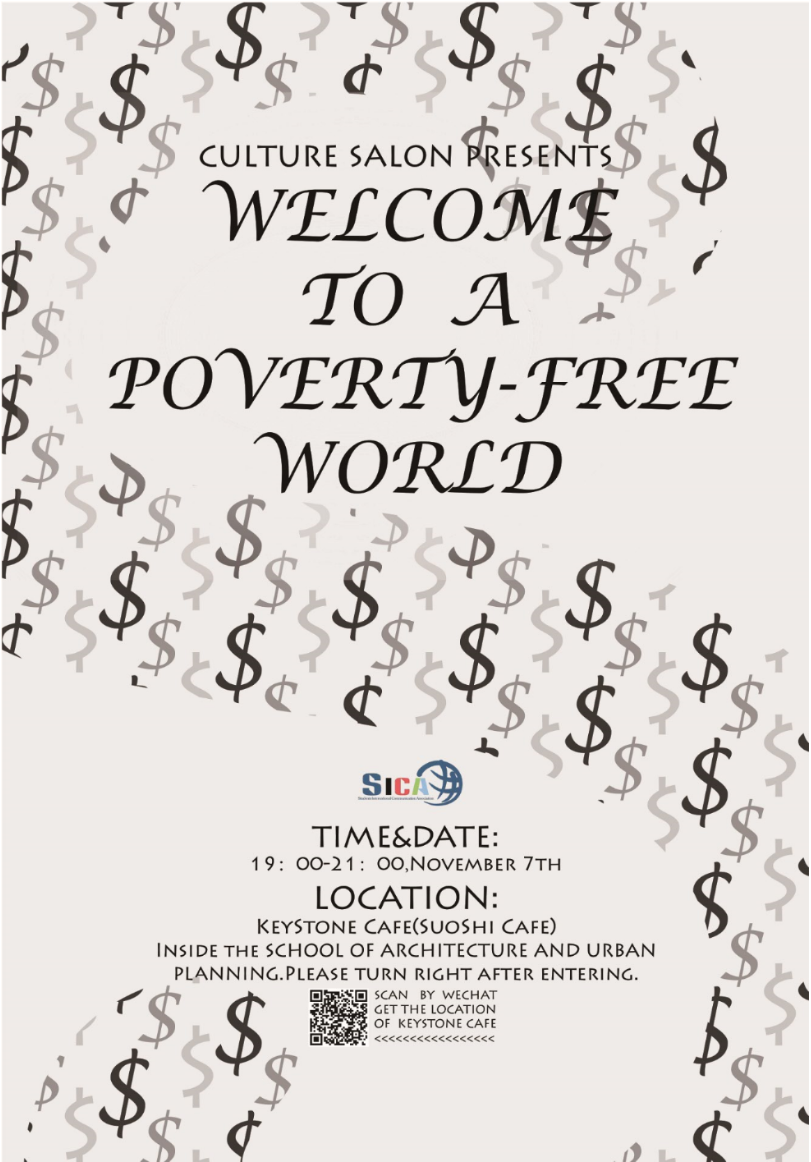 CULTURE SALON PRESENTS
WELCOME
TO A
POVERTY-FREE
WORLD
SICA
TIME&DATE:
19: 00-21: 00,NOVEMBER 7TH
LOCATION:
KEYSTONE CAFE(SUOSHI CAFE)
INSIDE THE SCHOOL OF ARCHITECTURE AND URBAN
PLANNING.PLEASE TURN RIGHT AFTER ENTERING.
SCAN BY WECHAT
GET THE LOCATION
OF KEYSTONE CAFE
<<<<<<<<<<<<<<<<<